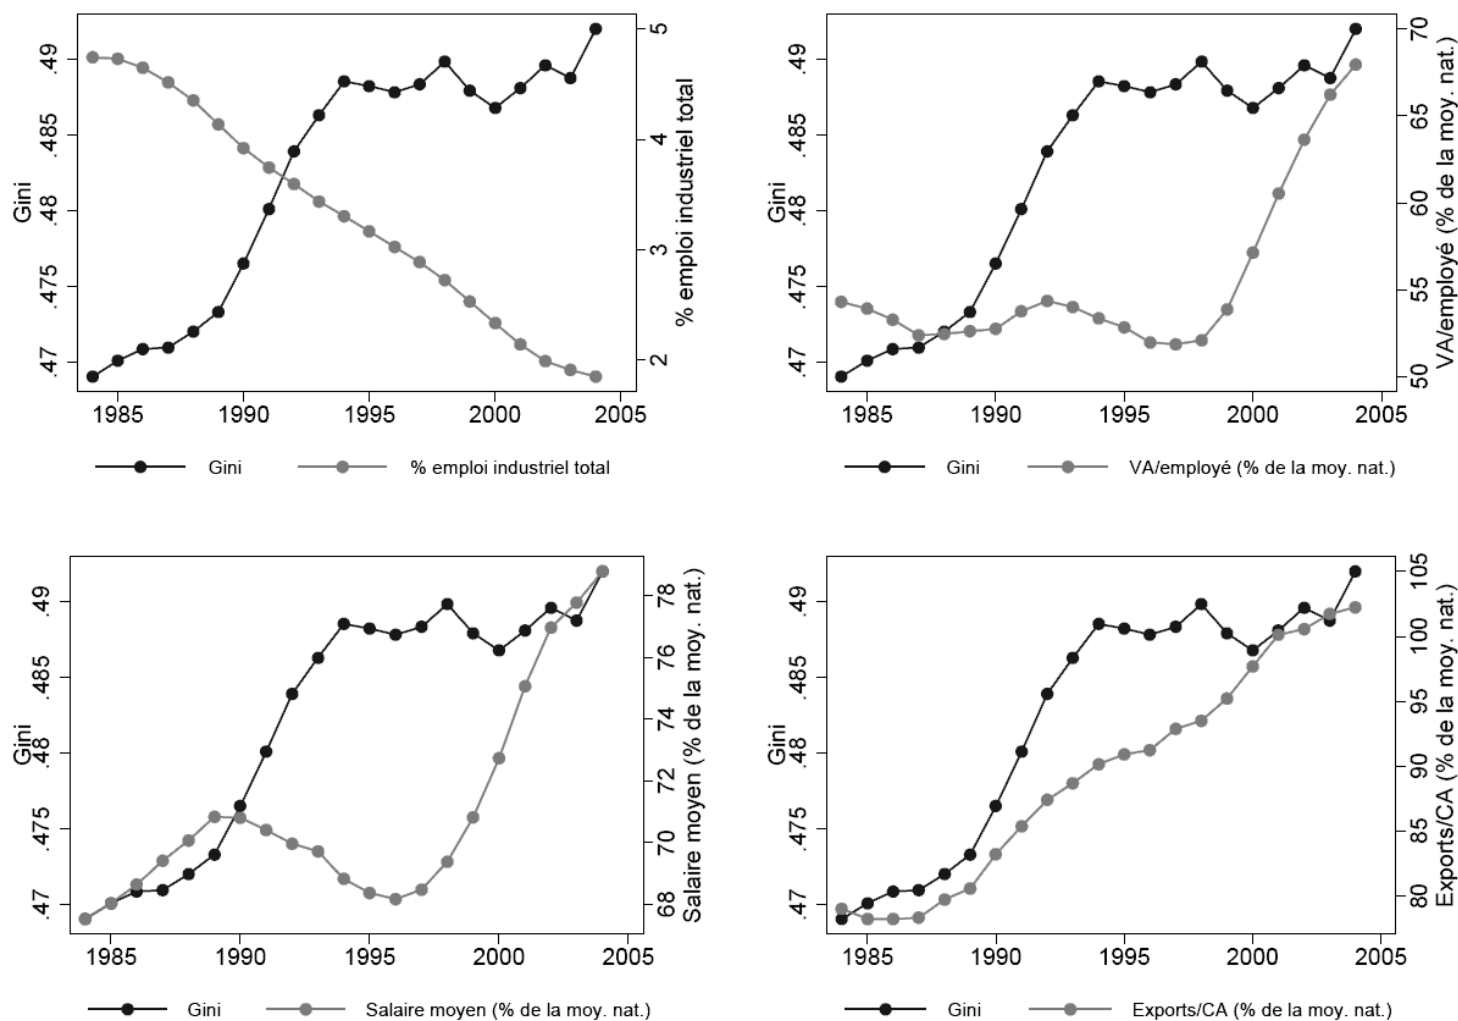 Gini
.47 .475 .48 .485 .49
% emploi industriel total
2 3 4 5
1985 1990 1995 2000 2005
Gini % emploi industriel total
Gini
.47 .475 .48 .485 .49
VA/employé (% de la moy. nat.)
50 55 60 65 70
1985 1990 1995 2000 2005
Gini VA/employé (% de la moy. nat.)
Gini
.47 .475 .48 .485 .49
Salaire moyen (% de la moy. nat.)
68 70 72 74 76 78
1985 1990 1995 2000 2005
Gini Salaire moyen (% de la moy. nat.)
Gini
.47 .475 .48 .485 .49
Exports/CA (% de la moy. nat.)
80 85 90 95 100 105
1985 1990 1995 2000 2005
Gini Exports/CA (% de la moy. nat.)